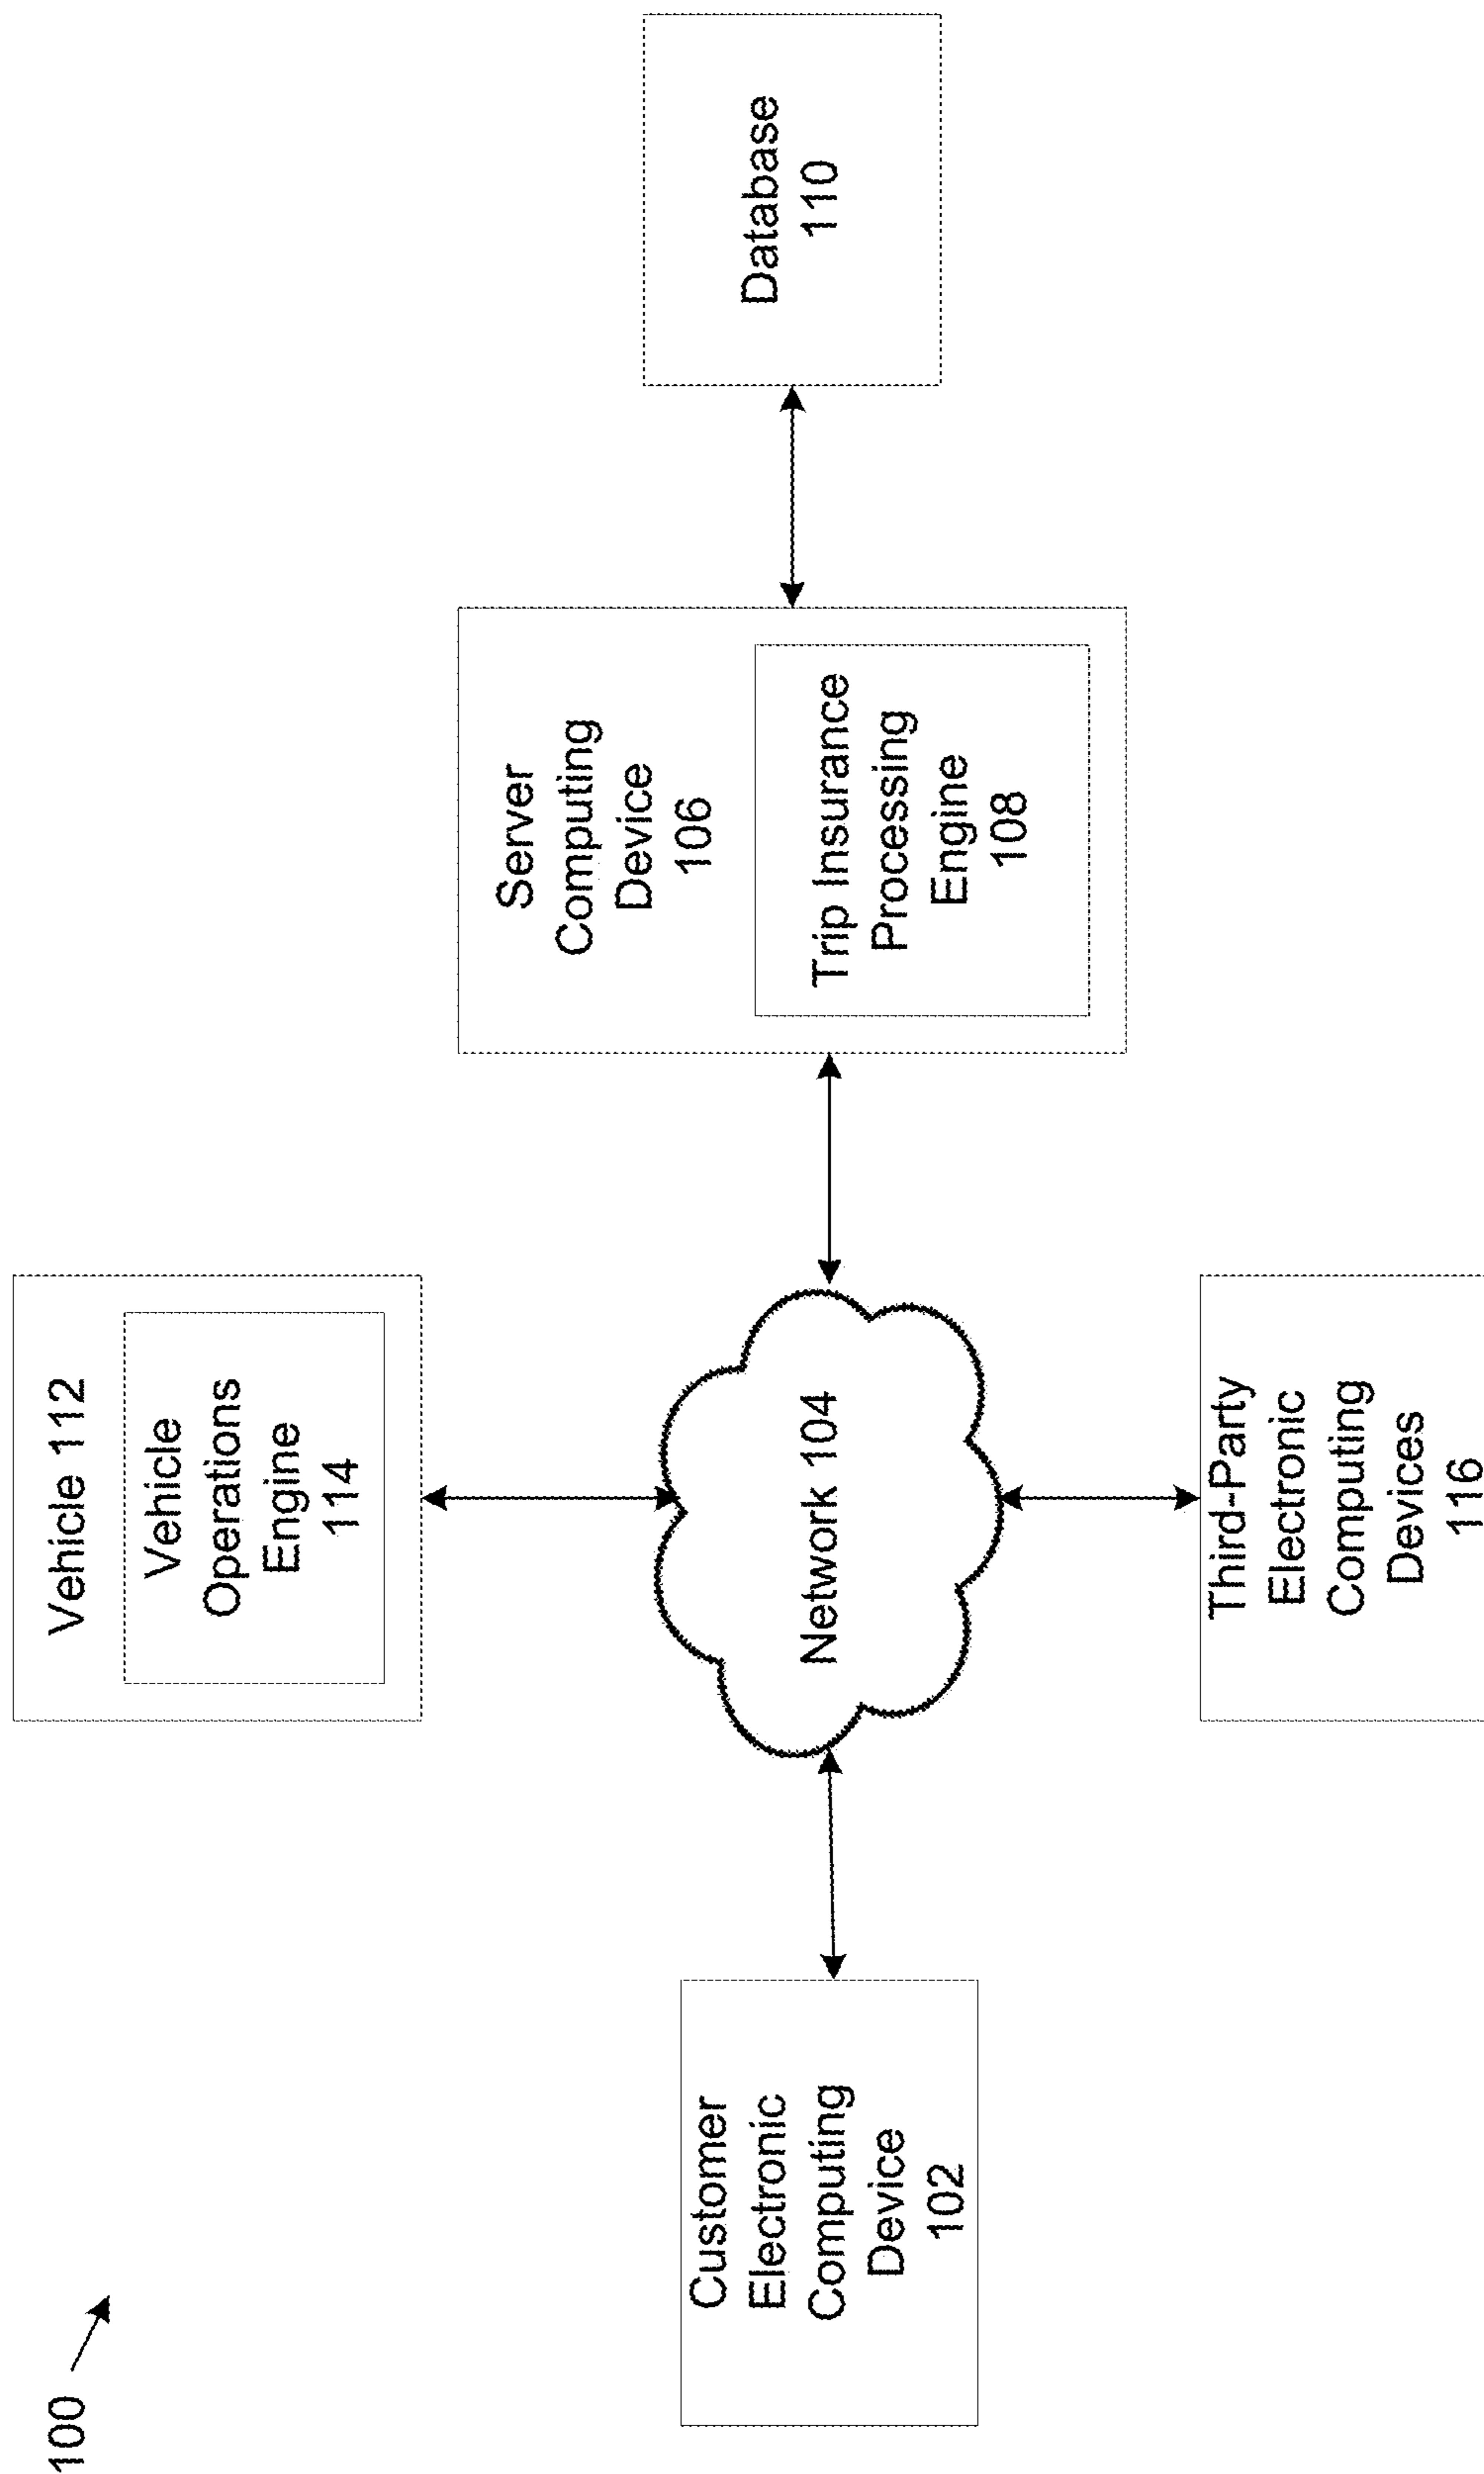 100
Vehicle 112
Vehicle
Operations
Engine
114
Customer
Electronic
Computing
Device
102
Network 104
Server
Computing
Device
106
Trip Insurance
Processing
Engine
108
Database
110
Third-Party
Electronic
Computing
Devices
116